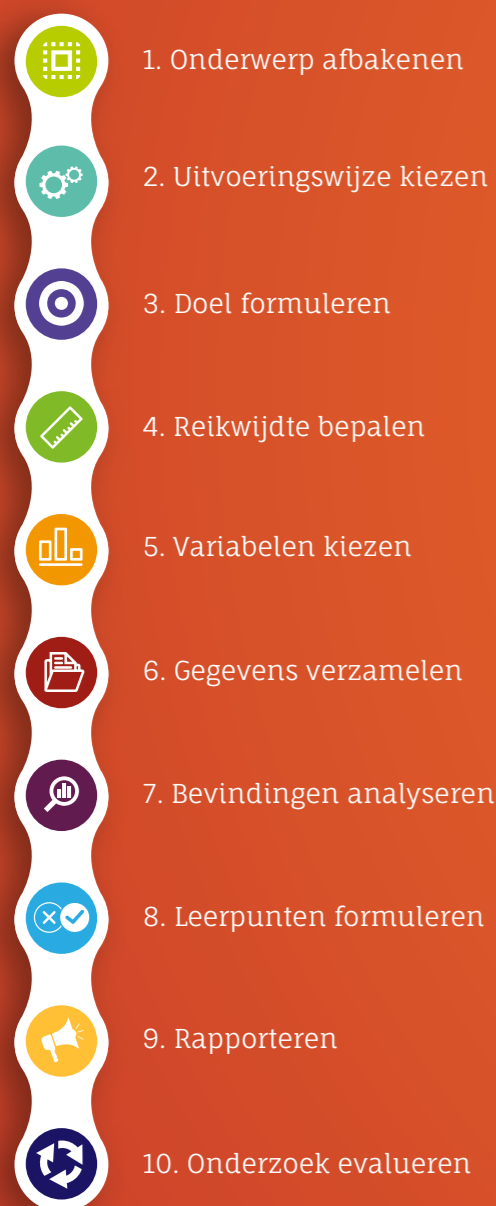 1. Onderwerp afbakenen
2. Uitvoeringswijze kiezen
3. Doel formuleren
4. Reikwijdte bepalen
5. Variabelen kiezen
6. Gegevens verzamelen
7. Bevindingen analyseren
8. Leerpunten formuleren
9. Rapporteren
10. Onderzoek evalueren